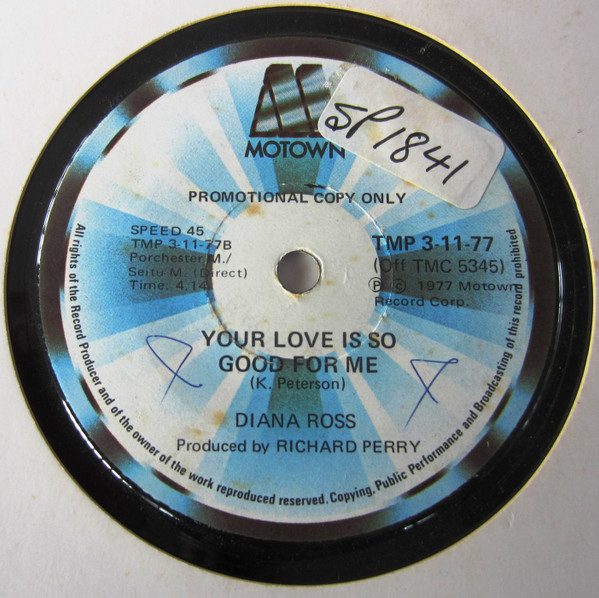 MOTOWN
SP1841
PROMOTIONAL COPY ONLY
SPEED 45
TMP 3-11-77B
Porchester M./
Seitu M. (Direct)
Time: 4.14
TMP 3-11-77
(Off TMC 5345)
Ⓟ © 1977 Motown
Record Corp.
YOUR LOVE IS SO
GOOD FOR ME
(K. Peterson)
DIANA ROSS
Produced by RICHARD PERRY
All rights of the Record Producer and of the owner of the work reproduced reserved. Copying, Public Performance and Broadcasting of this record prohibited